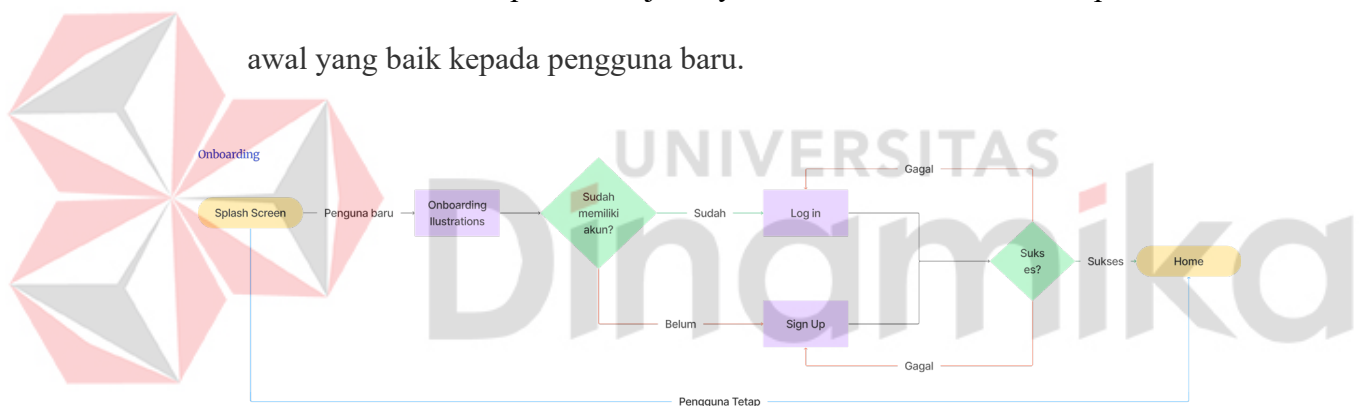 awal yang baik kepada pengguna baru.
UNIVERSITAS
Dinamika
Onboarding
Splash Screen
Penguna baru
Onboarding
Ilustrations
Sudah
memiliki
akun?
Sudah
Log in
Gagal
Suks
es?
Sukses
Home
Belum
Sign Up
Gagal
Pengguna Tetap